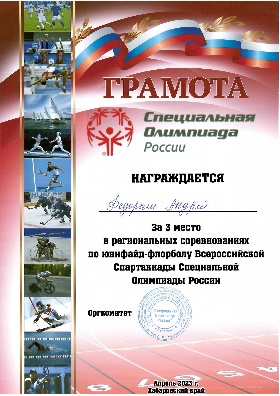 ГРАМОТА
Специальная
Олимпиада
России
НАГРАЖДАЕТСЯ
Андрей
За 3 место
в региональных соревнованиях
по юнифайд-флорболу Всероссийской
Спартакиады Специальной
Олимпиады России
Оргкомитет
Апрель 2023 г.
Хабаровский край